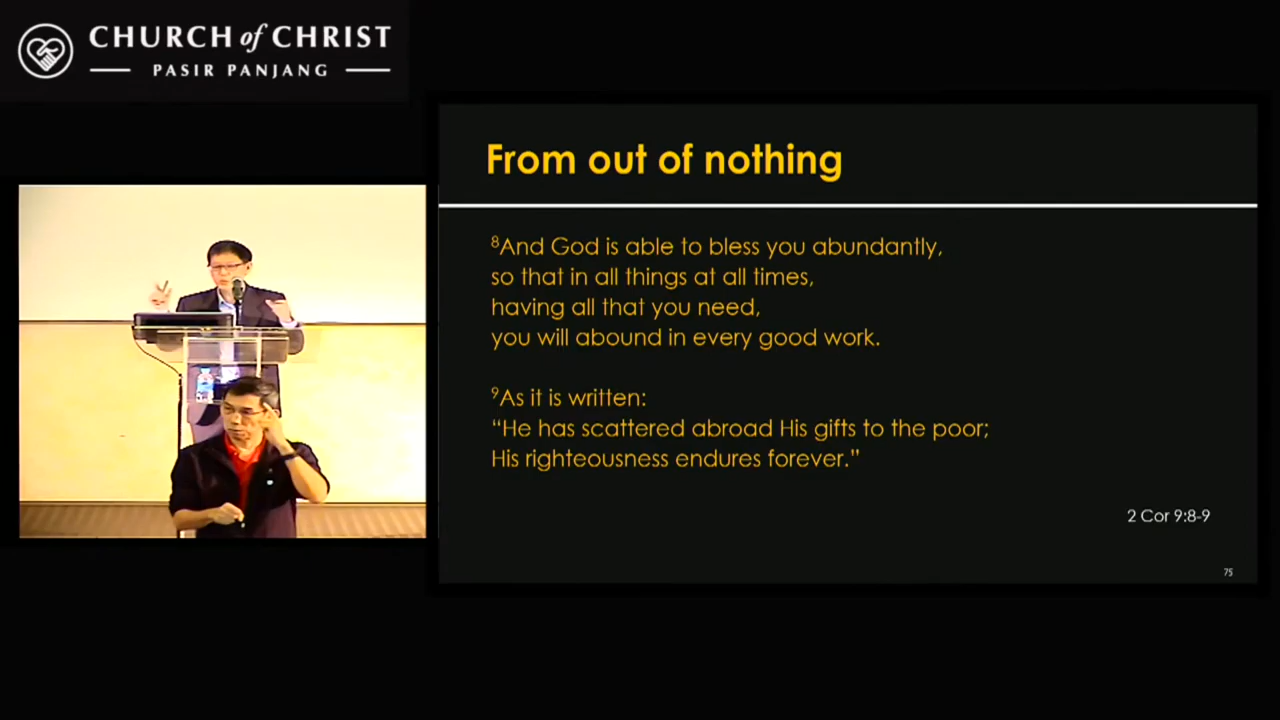 CHURCH of CHRIST
PASIR PANJANG
From out of nothing
⁸And God is able to bless you abundantly,
so that in all things at all times,
having all that you need,
you will abound in every good work.
⁹As it is written:
“He has scattered abroad His gifts to the poor;
His righteousness endures forever.”
2 Cor 9:8-9
75